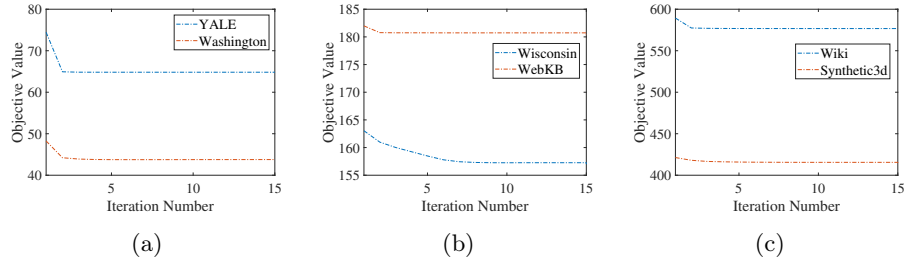 80
70
60
50
40
Objective Value
5
10
15
Iteration Number
YALE
Washington
(a)
185
180
175
170
165
160
155
Objective Value
5
10
15
Iteration Number
Wisconsin
WebKB
(b)
600
550
500
450
400
Objective Value
5
10
15
Iteration Number
Wiki
Synthetic3d
(c)